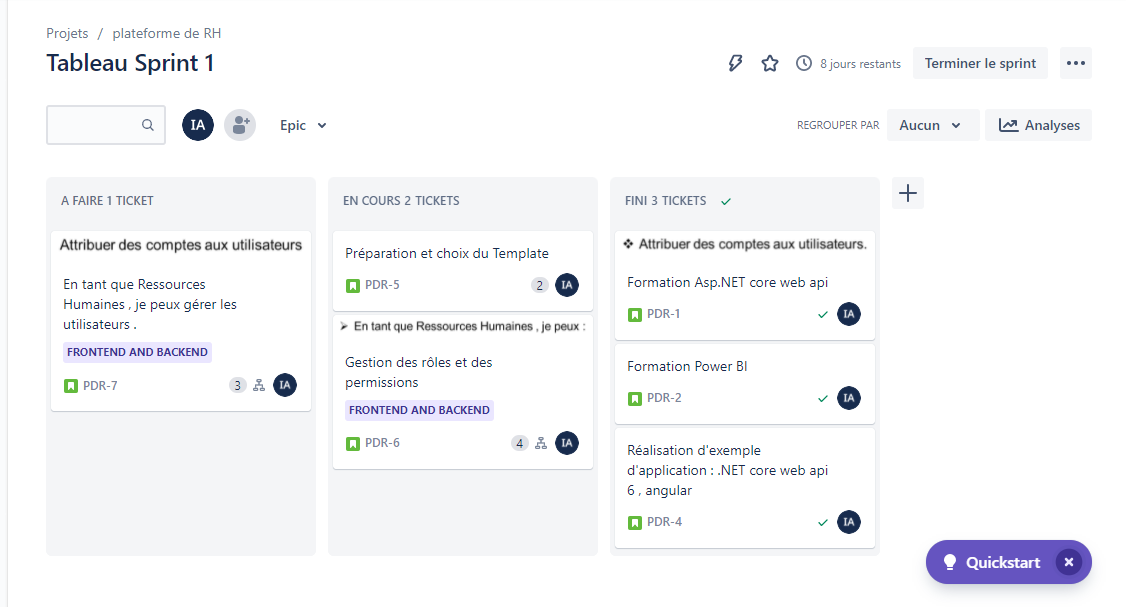 Projets / plateforme de RH
Tableau Sprint 1
8 jours restants
Terminer le sprint
IA
Epic
REGROUPER PAR
Aucun
Analyses
A FAIRE 1 TICKET
Attribuer des comptes aux utilisateurs
En tant que Ressources
Humaines , je peux gérer les
utilisateurs .
FRONTEND AND BACKEND
PDR-7
3
IA
EN COURS 2 TICKETS
Préparation et choi du Template
PDR-5
2
IA
➢ En tant que Ressources Humaines , je peux :
Gestion des rôles et des
permissions
FRONTEND AND BACKEND
PDR-6
4
IA
FINI 3 TICKETS
❖ Attribuer des comptes aux utilisateurs.
Formation Asp.NET core web api
PDR-1
IA
Formation Power BI
PDR-2
IA
Réalisation d'exemple
d'application : .NET core web api
6 , angular
PDR-4
IA
Quickstart